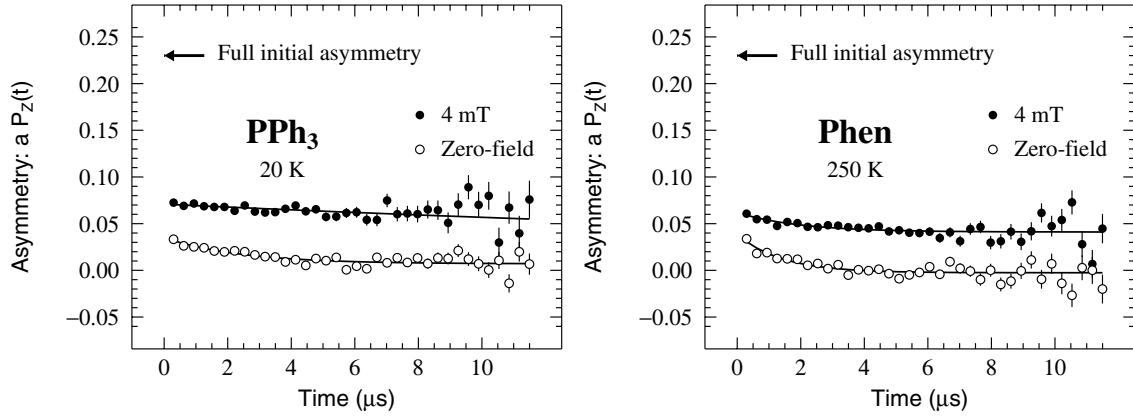 Asymmetry: a P_Z(t)
0.25
0.20
0.15
0.10
0.05
0.00
−0.05
Full initial asymmetry
PPh₃
20 K
4 mT
Zero-field
0 2 4 6 8 10
Time (μs)
Asymmetry: a P_Z(t)
0.25
0.20
0.15
0.10
0.05
0.00
−0.05
Full initial asymmetry
Phen
250 K
4 mT
Zero-field
0 2 4 6 8 10
Time (μs)